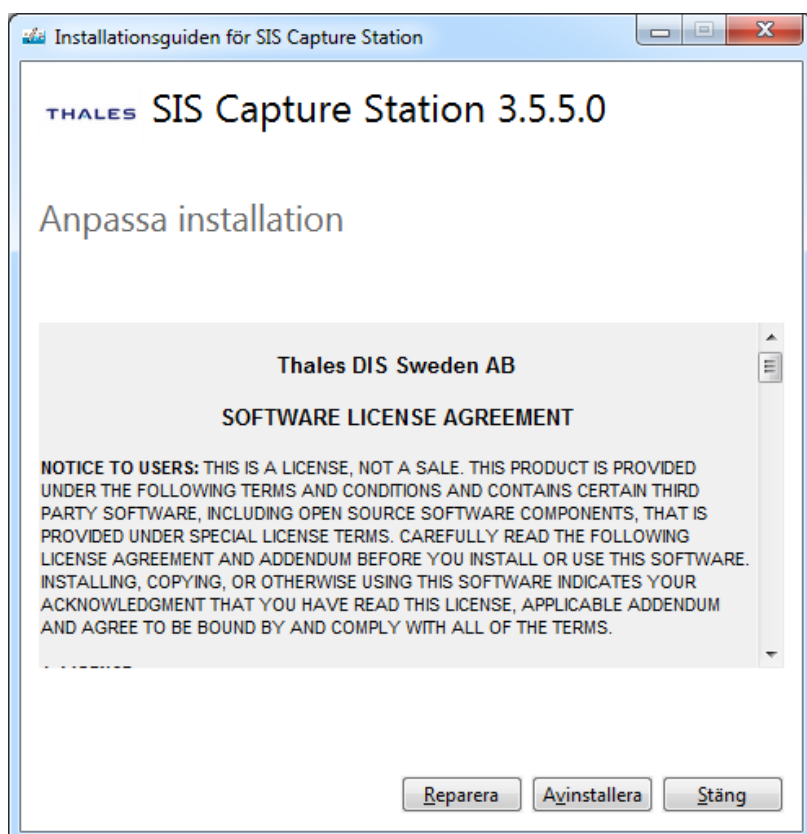 Installationsguiden för SIS Capture Station
THALES SIS Capture Station 3.5.5.0
Anpassa installation
Thales DIS Sweden AB
SOFTWARE LICENSE AGREEMENT
NOTICE TO USERS: THIS IS A LICENSE, NOT A SALE. THIS PRODUCT IS PROVIDED
UNDER THE FOLLOWING TERMS AND CONDITIONS AND CONTAINS CERTAIN THIRD
PARTY SOFTWARE, INCLUDING OPEN SOURCE SOFTWARE COMPONENTS, THAT IS
PROVIDED UNDER SPECIAL LICENSE TERMS. CAREFULLY READ THE FOLLOWING
LICENSE AGREEMENT AND ADDENDUM BEFORE YOU INSTALL OR USE THIS SOFTWARE.
INSTALLING, COPYING, OR OTHERWISE USING THIS SOFTWARE INDICATES YOUR
ACKNOWLEDGMENT THAT YOU HAVE READ THIS LICENSE, APPLICABLE ADDENDUM
AND AGREE TO BE BOUND BY AND COMPLY WITH ALL OF THE TERMS.
Reparera Avinstallera Stäng